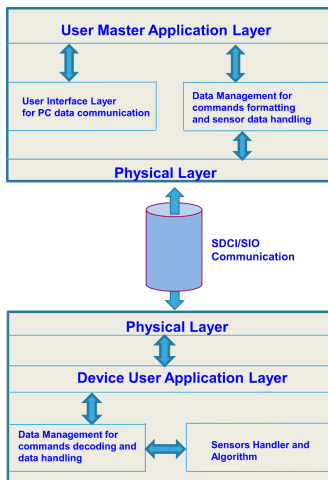 User Master Application Layer
User Interface Layer
for PC data communication
Data Management for
commands formatting
and sensor data handling
Physical Layer
SDCI/SIO
Communication
Physical Layer
Device User Application Layer
Data Management for
commands decoding and
data handling
Sensors Handler and
Algorithm